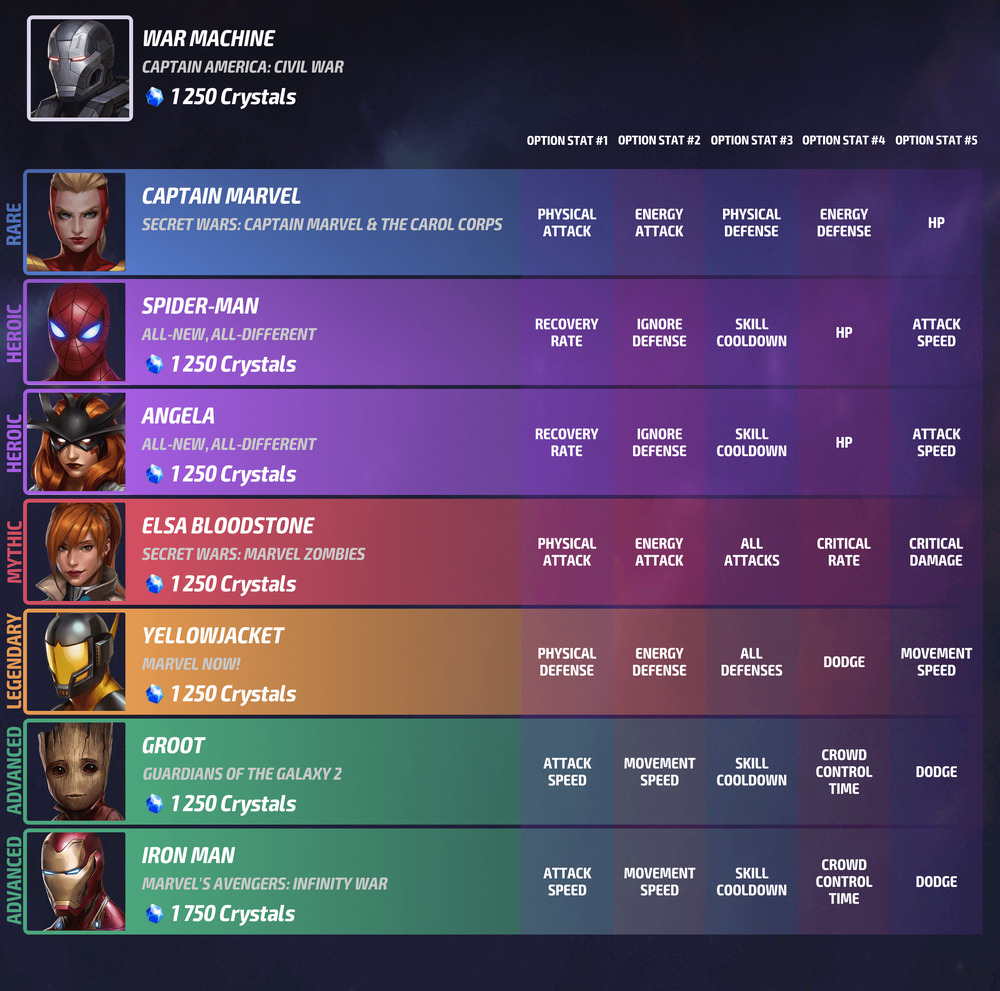 WAR MACHINE
CAPTAIN AMERICA: CIVIL WAR
1 250 Crystals
OPTION STAT #1 OPTION STAT #2 OPTION STAT #3 OPTION STAT #4 OPTION STAT #5
RARE
CAPTAIN MARVEL
SECRET WARS: CAPTAIN MARVEL & THE CAROL CORPS
PHYSICAL ATTACK
ENERGY ATTACK
PHYSICAL DEFENSE
ENERGY DEFENSE
HP
HEROIC
SPIDER-MAN
ALL-NEW, ALL-DIFFERENT
1 250 Crystals
RECOVERY RATE
IGNORE DEFENSE
SKILL COOLDOWN
HP
ATTACK SPEED
HEROIC
ANGELA
ALL-NEW, ALL-DIFFERENT
1 250 Crystals
RECOVERY RATE
IGNORE DEFENSE
SKILL COOLDOWN
HP
ATTACK SPEED
MYTHIC
ELSA BLOODSTONE
SECRET WARS: MARVEL ZOMBIES
1 250 Crystals
PHYSICAL ATTACK
ENERGY ATTACK
ALL ATTACKS
CRITICAL RATE
CRITICAL DAMAGE
LEGENDARY
YELLOWJACKET
MARVEL NOW!
1 250 Crystals
PHYSICAL DEFENSE
ENERGY DEFENSE
ALL DEFENSES
DODGE
MOVEMENT SPEED
ADVANCED
GROOT
GUARDIANS OF THE GALAXY 2
1 250 Crystals
ATTACK SPEED
MOVEMENT SPEED
SKILL COOLDOWN
CROWD CONTROL TIME
DODGE
ADVANCED
IRON MAN
MARVEL'S AVENGERS: INFINITY WAR
1 750 Crystals
ATTACK SPEED
MOVEMENT SPEED
SKILL COOLDOWN
CROWD CONTROL TIME
DODGE